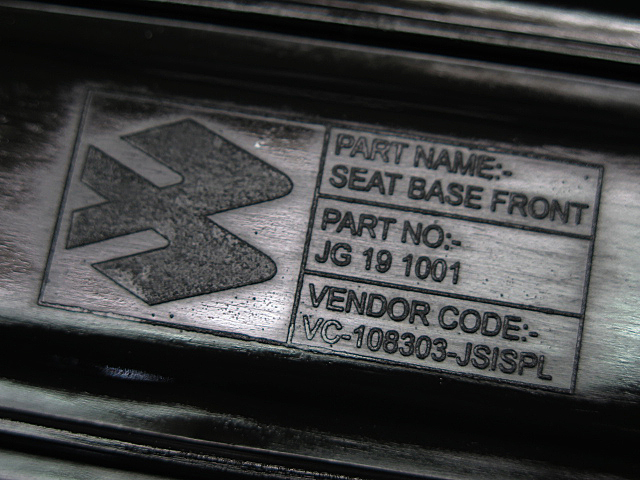 PART NAME:-
SEAT BASE FRONT
PART NO:-
JG 19 1001
VENDOR CODE:-
VC-108303-JSISPL